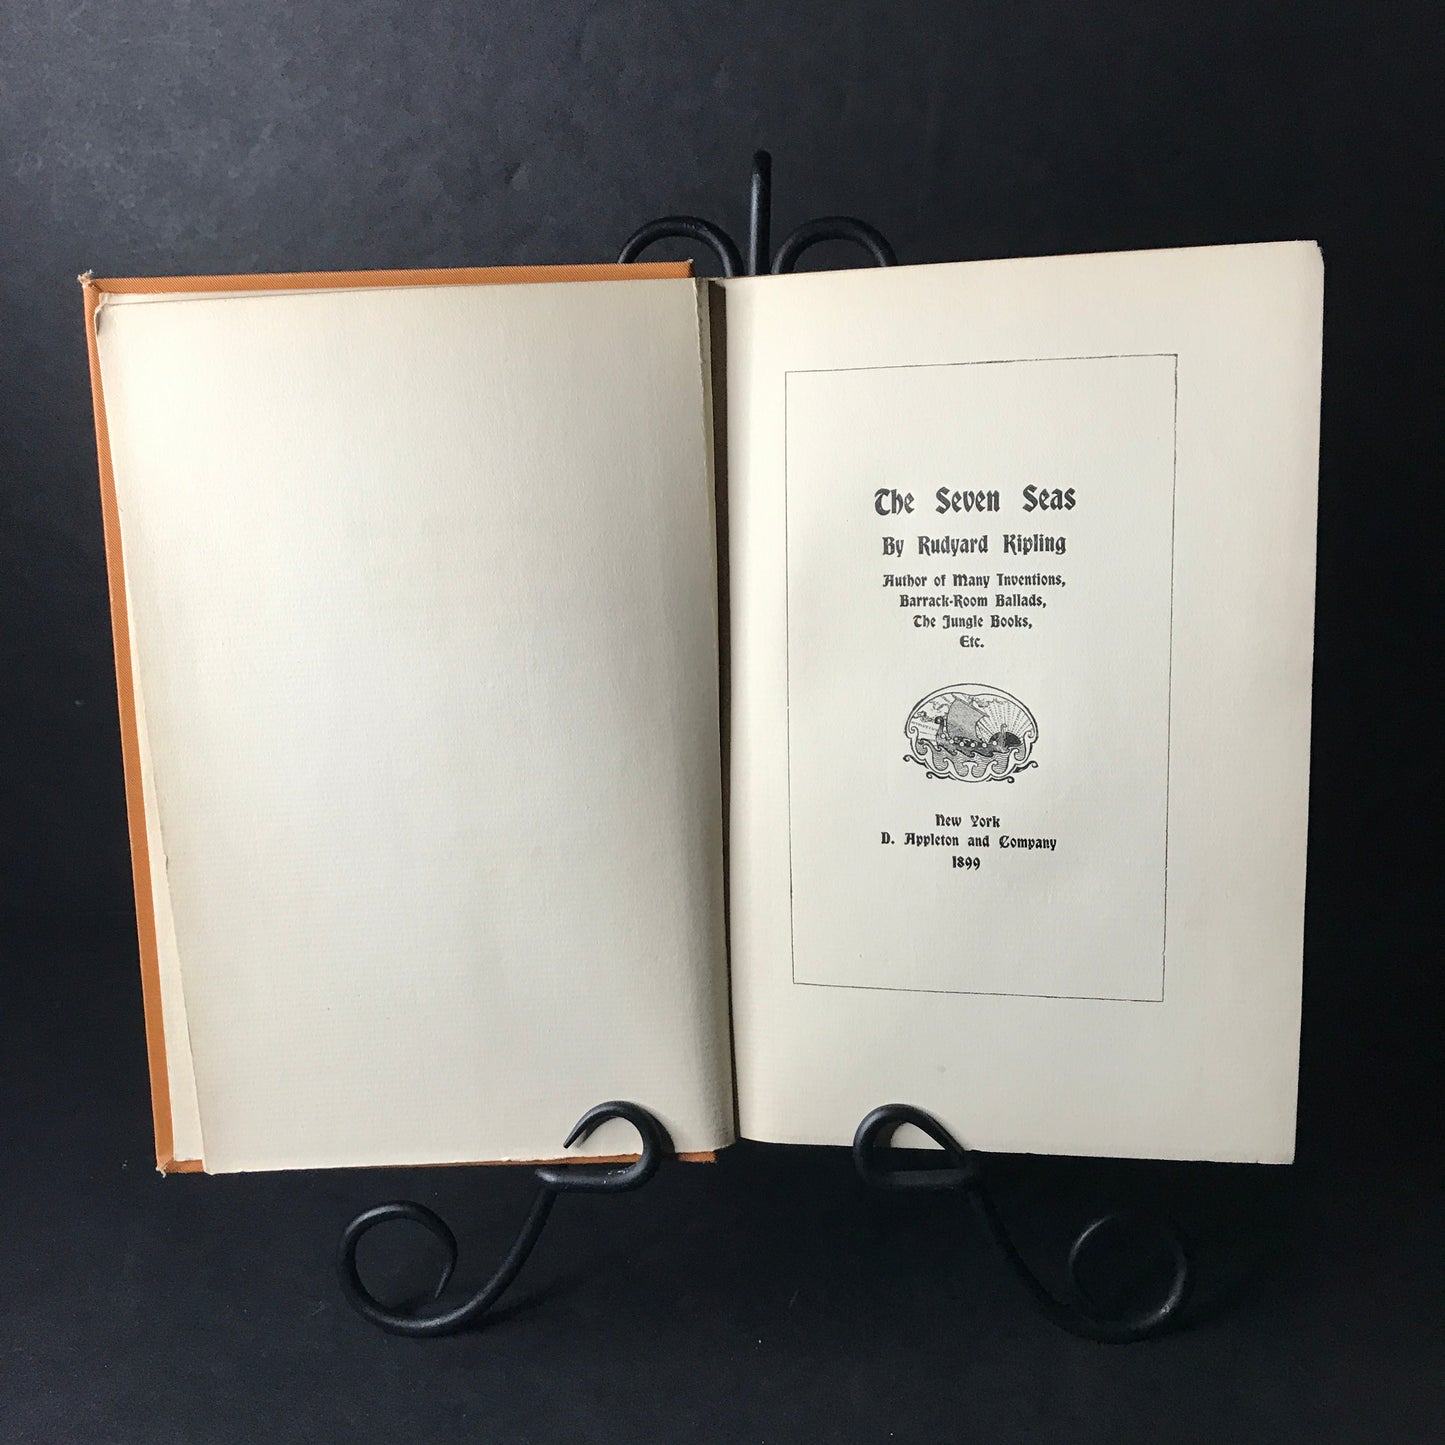 The Seven Seas
By Rudyard Kipling
Author of Many Inventions,
Barrack-Room Ballads,
The Jungle Books,
Etc.
New York
D. Appleton and Company
1899